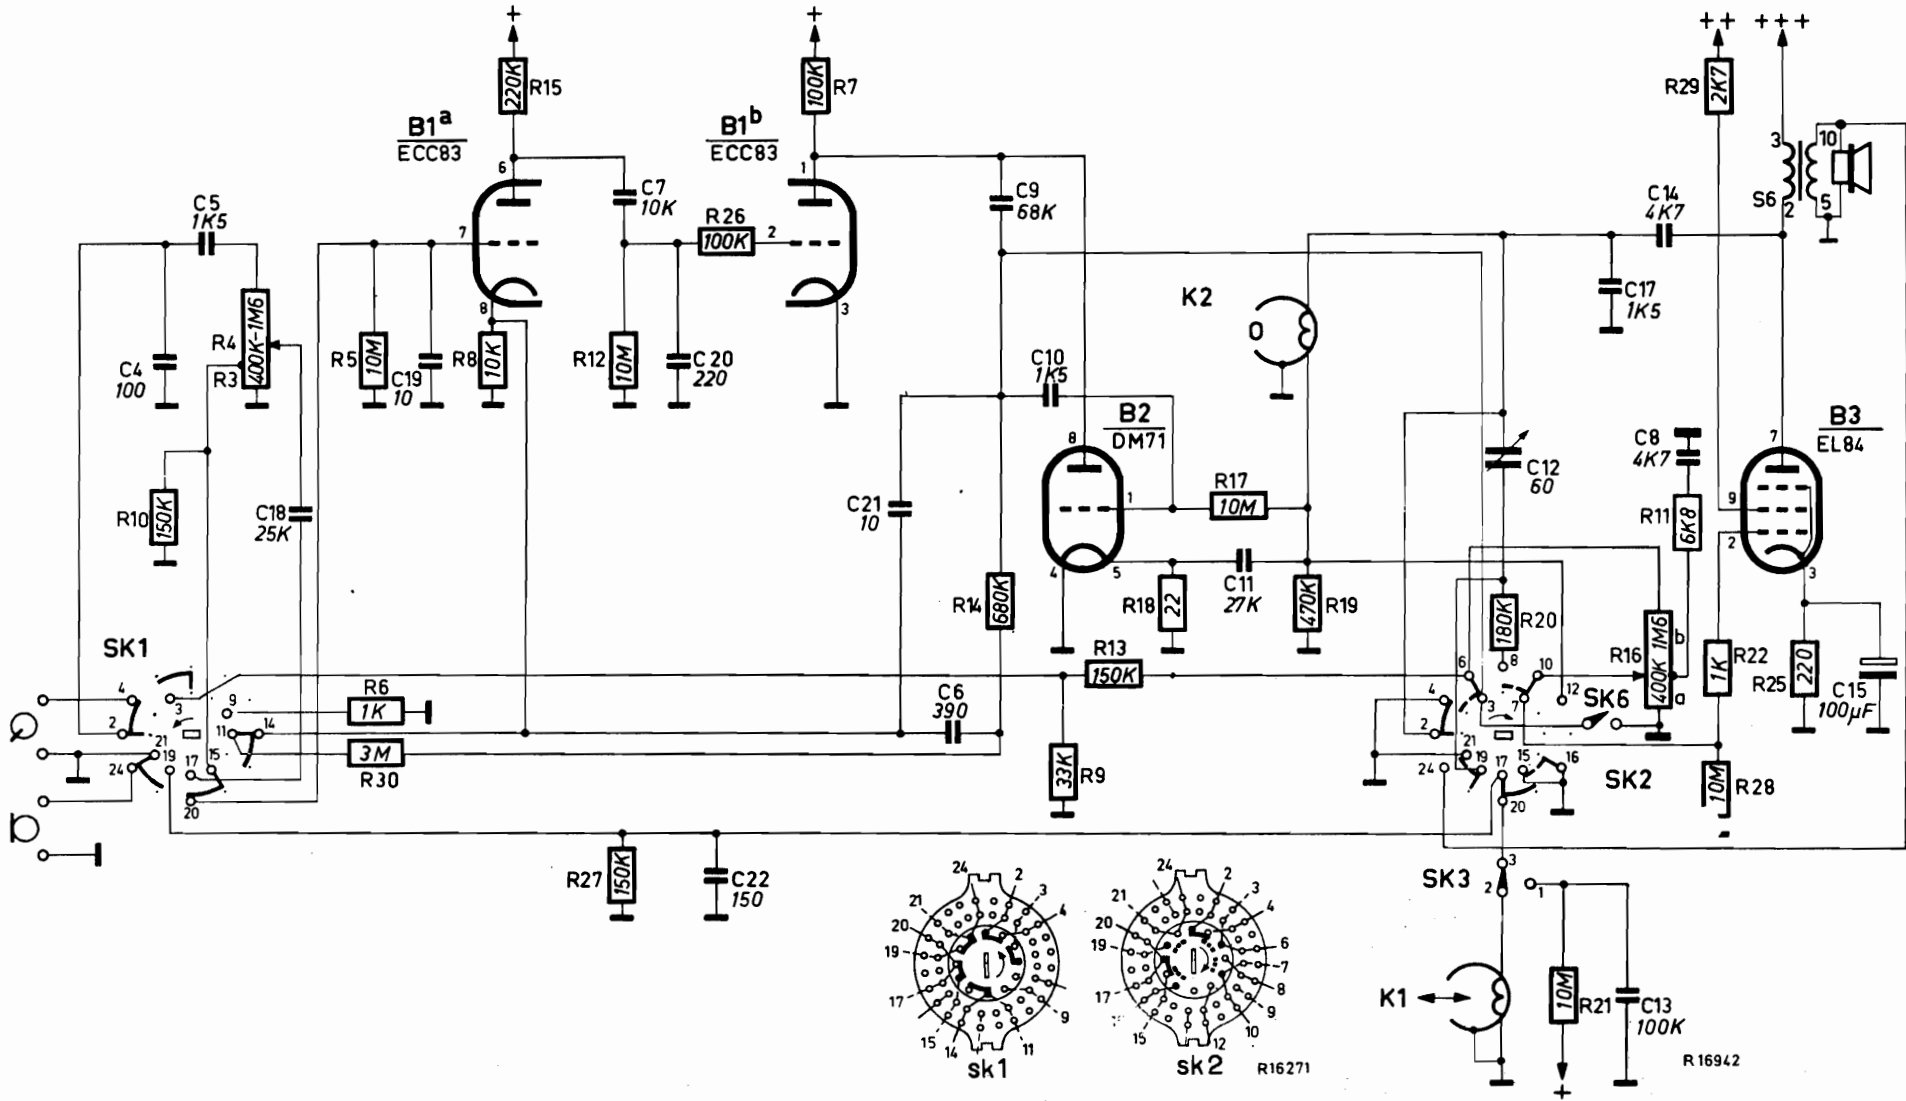 +
+
++ +++
220K R15
100K R7
R29 2K7
B1a
ECC83
B1b
ECC83
6
1
3 10
S6
2 5
C5
1K5
C7
10K
R26
100K
7
2
C9
68K
C14
4K7
8
3
K2
C17
1K5
R4
R3
400K-1M6
C4
100
R5 10M
C19
10
R8 10K
R12 10M
C20
220
C10
1K5
B2
DM71
8
B3
EL84
7
C8
4K7
C12
60
R10 150K
C18
25K
C21
10
1
R17
10M
9
R11 6K8
2
4 5
3
R14 680K
R18 22
C11
27K
470K R19
180K R20
R16 400K 1M6 b
a
1K R22
R25 220
C15
100µF
SK1
R13
150K
6 8 10
12
4 3 9
2 11 14
21 19 17 15
24
20
R6
1K
C6
390
4 3 7
2
SK6
3M
R30
R9 33K
21 19 17 15 16
24
20
SK2
10M R28
R27 150K
C22
150
SK3
3
2 1
24 2
3
21 4
20
19
17
15
14 11
9
sk1
24 2
3
21 4
20
19 6
7
17 8
9
15 12 10
sk2
R16271
K1
10M R21
C13
100K
+
R16942